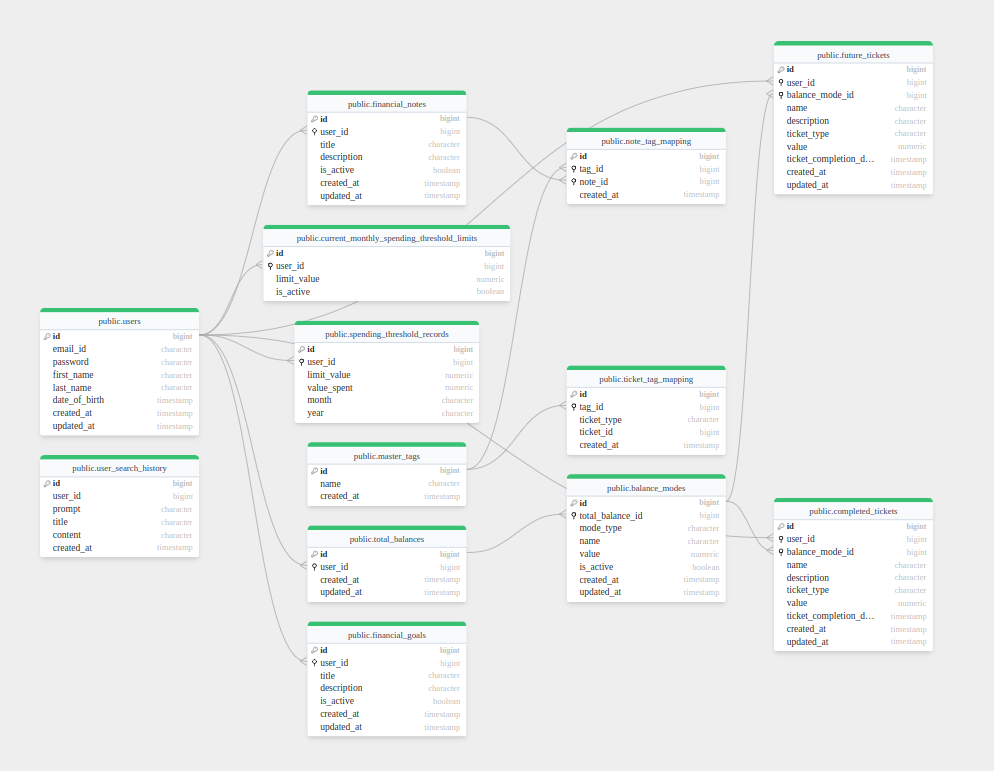 public.users
id bigint
email_id character
password character
first_name character
last_name character
date_of_birth timestamp
created_at timestamp
updated_at timestamp
public.user_search_history
id bigint
user_id bigint
prompt character
title character
content character
created_at timestamp
public.financial_notes
id bigint
user_id bigint
title character
description character
is_active boolean
created_at timestamp
updated_at timestamp
public.current_monthly_spending_threshold_limits
id bigint
user_id bigint
limit_value numeric
is_active boolean
public.spending_threshold_records
id bigint
user_id bigint
limit_value numeric
value_spent numeric
month character
year character
public.master_tags
id bigint
name character
created_at timestamp
public.total_balances
id bigint
user_id bigint
created_at timestamp
updated_at timestamp
public.financial_goals
id bigint
user_id bigint
title character
description character
is_active boolean
created_at timestamp
updated_at timestamp
public.note_tag_mapping
id bigint
tag_id bigint
note_id bigint
created_at timestamp
public.ticket_tag_mapping
id bigint
tag_id bigint
ticket_type character
ticket_id bigint
created_at timestamp
public.balance_modes
id bigint
total_balance_id bigint
mode_type character
name character
value numeric
is_active boolean
created_at timestamp
updated_at timestamp
public.future_tickets
id bigint
user_id bigint
balance_mode_id bigint
name character
description character
ticket_type character
value numeric
ticket_completion_d... timestamp
created_at timestamp
updated_at timestamp
public.completed_tickets
id bigint
user_id bigint
balance_mode_id bigint
name character
description character
ticket_type character
value numeric
ticket_completion_d... timestamp
created_at timestamp
updated_at timestamp